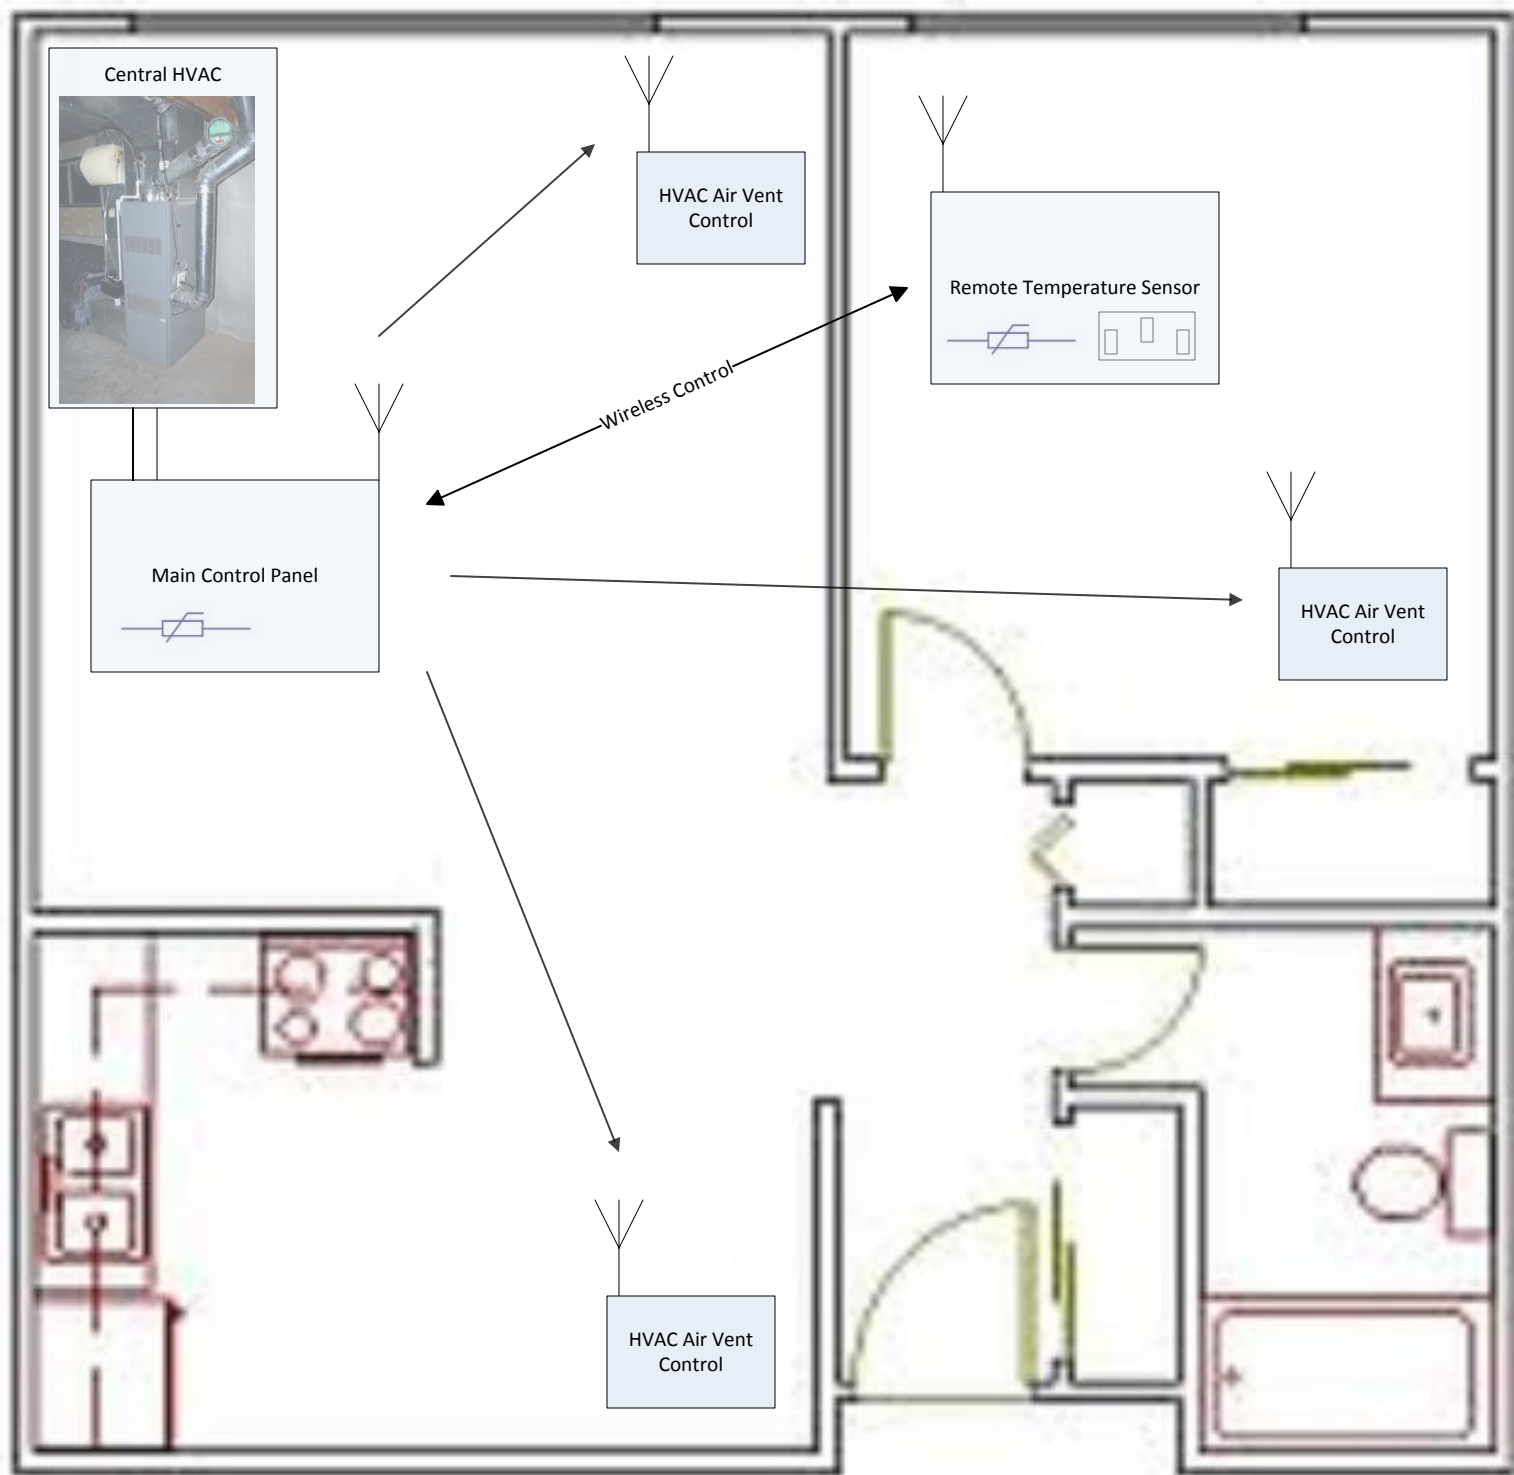 Central HVAC
HVAC Air Vent
Control
Remote Temperature Sensor
Wireless Control
Main Control Panel
HVAC Air Vent
Control
HVAC Air Vent
Control